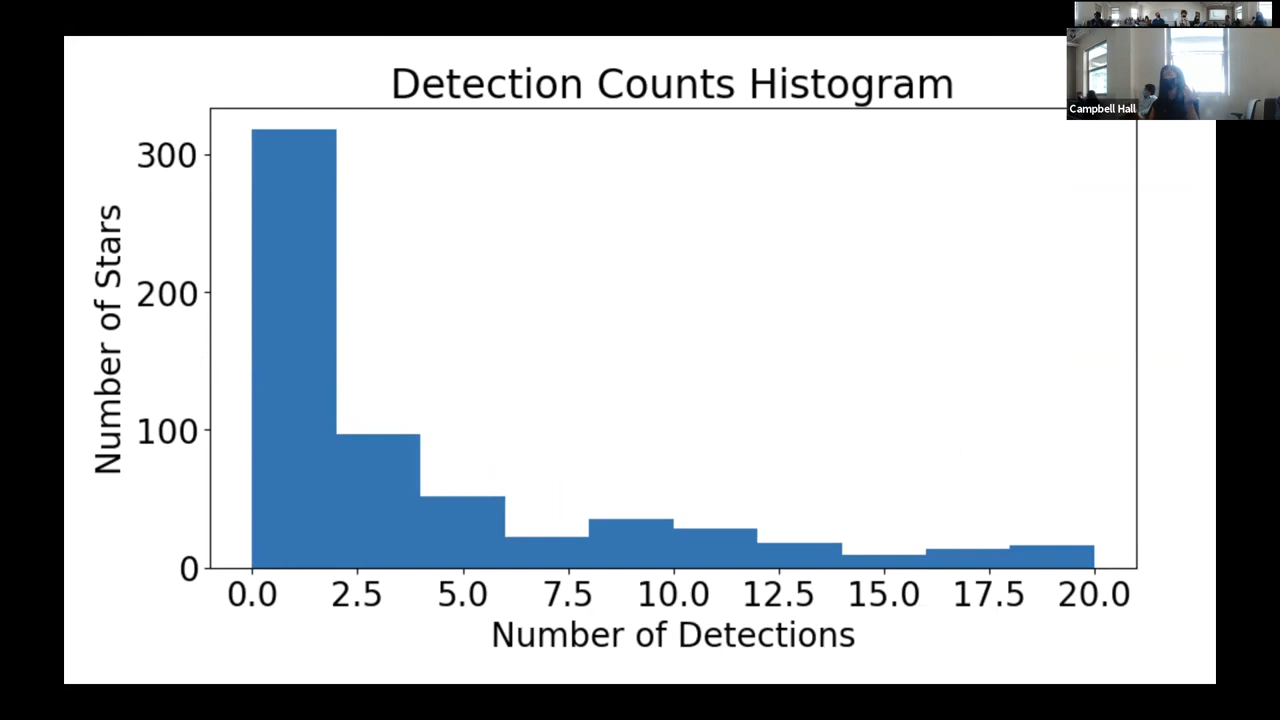 Detection Counts Histogram
Campbell Hall
300
200
100
0
Number of Stars
0.0 2.5 5.0 7.5 10.0 12.5 15.0 17.5 20.0
Number of Detections